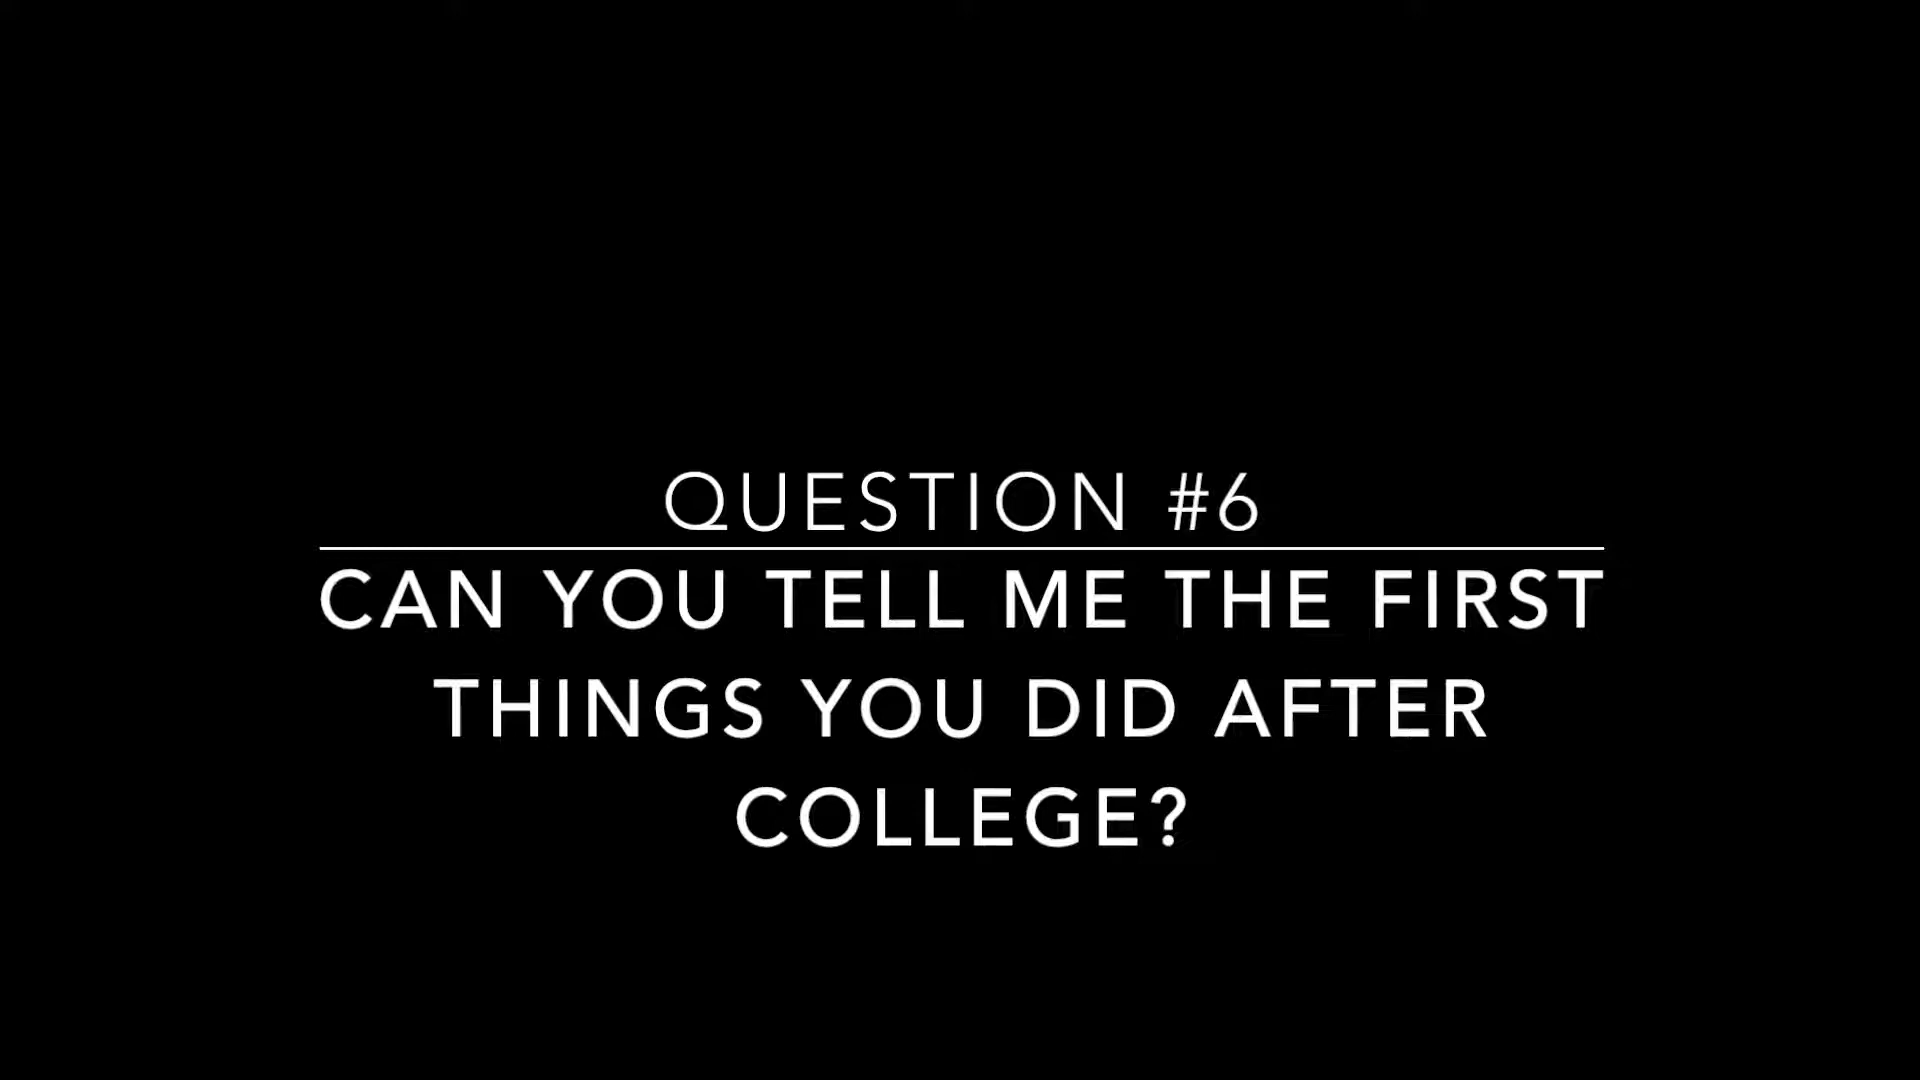 QUESTION #6
CAN YOU TELL ME THE FIRST
THINGS YOU DID AFTER
COLLEGE?